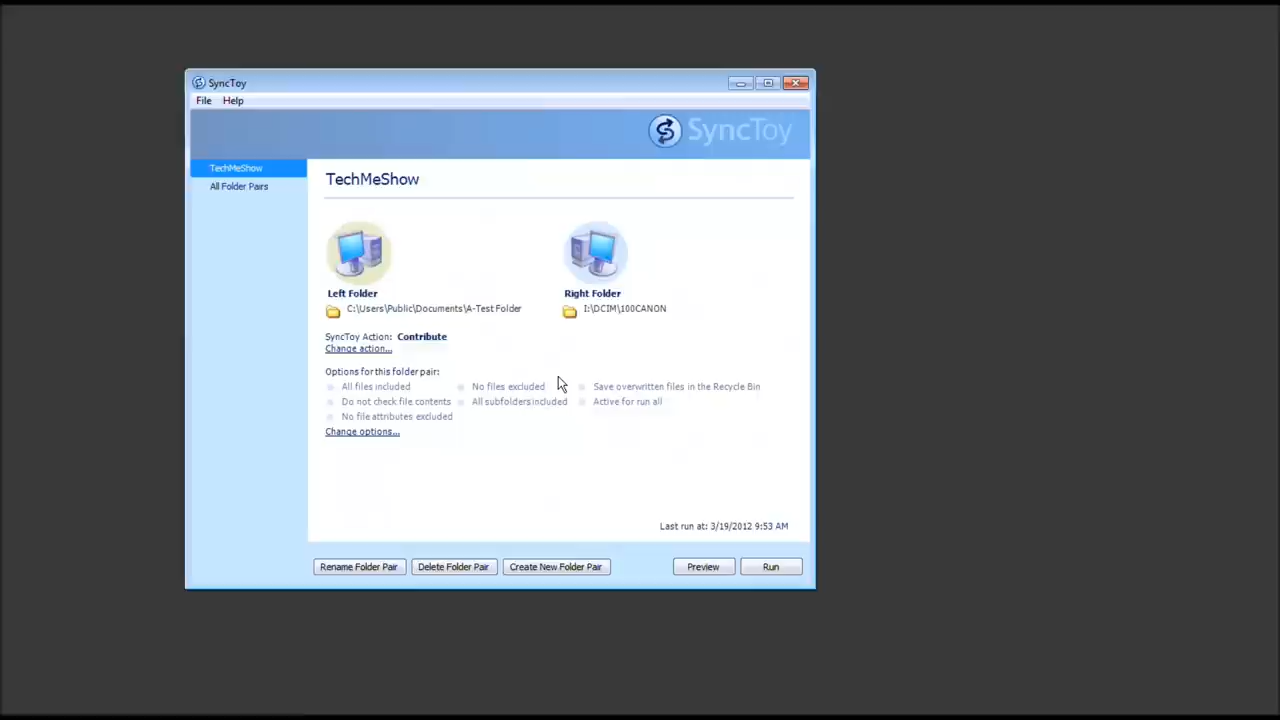 SyncToy
File Help
SyncToy
TechMeShow
All Folder Pairs
TechMeShow
Left Folder
C:\Users\Public\Documents\A-Test Folder
Right Folder
I:\DCIM\100CANON
SyncToy Action: Contribute
Change action...
Options for this folder pair:
All files included No files excluded Save overwritten files in the Recycle Bin
Do not check file contents All subfolders included Active for run all
No file attributes excluded
Change options...
Last run at: 3/19/2012 9:53 AM
Rename Folder Pair Delete Folder Pair Create New Folder Pair Preview Run